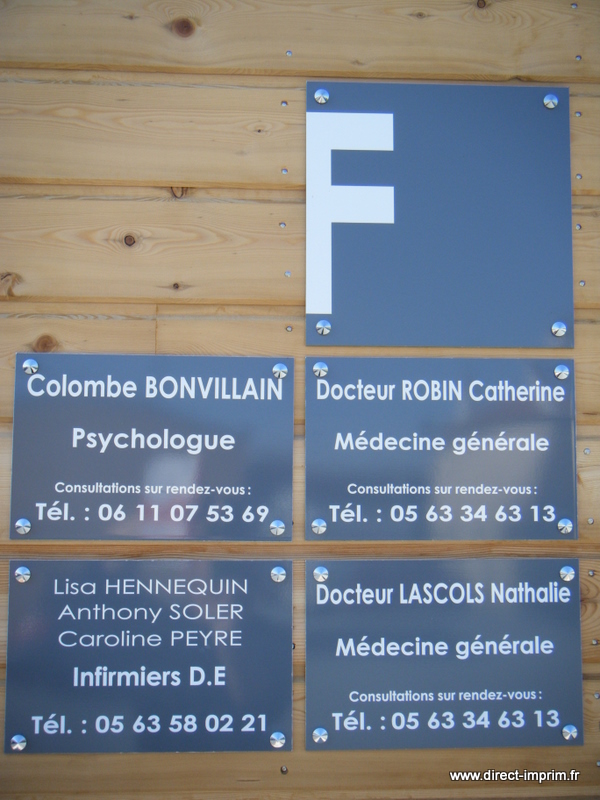 F
Colombe BONVILLAIN
Psychologue
Consultations sur rendez-vous :
Tél. : 06 11 07 53 69
Docteur ROBIN Catherine
Médecine générale
Consultations sur rendez-vous :
Tél. : 05 63 34 63 13
Lisa HENNEQUIN
Anthony SOLER
Caroline PEYRE
Infirmiers D.E
Tél. : 05 63 58 02 21
Docteur LASCOLS Nathalie
Médecine générale
Consultations sur rendez-vous :
Tél. : 05 63 34 63 13
www.direct-imprim.fr